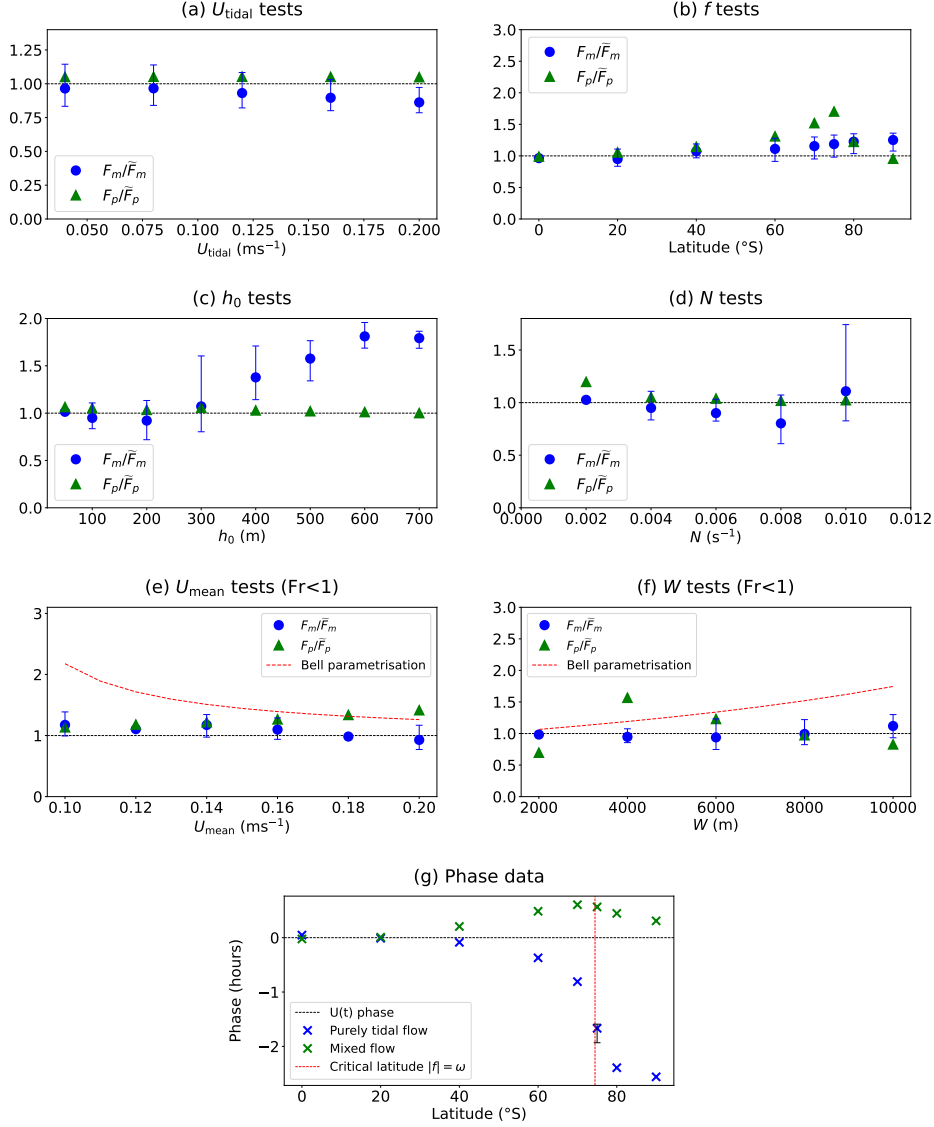 (a) U_tidal tests
1.25
1.00
0.75
0.50
0.25
0.00
F_m/F̃_m
F_p/F̃_p
0.050 0.075 0.100 0.125 0.150 0.175 0.200
U_tidal (ms⁻¹)
(b) f tests
3.0
2.5
2.0
1.5
1.0
0.5
0.0
F_m/F̃_m
F_p/F̃_p
0 20 40 60 80
Latitude (°S)
(c) h₀ tests
2.0
1.5
1.0
0.5
0.0
F_m/F̃_m
F_p/F̃_p
100 200 300 400 500 600 700
h₀ (m)
(d) N tests
1.5
1.0
0.5
0.0
F_m/F̃_m
F_p/F̃_p
0.000 0.002 0.004 0.006 0.008 0.010 0.012
N (s⁻¹)
(e) U_mean tests (Fr<1)
3
2
1
0
F_m/F̃_m
F_p/F̃_p
Bell parametrisation
0.10 0.12 0.14 0.16 0.18 0.20
U_mean (ms⁻¹)
(f) W tests (Fr<1)
3.0
2.5
2.0
1.5
1.0
0.5
0.0
F_m/F̃_m
F_p/F̃_p
Bell parametrisation
2000 4000 6000 8000 10000
W (m)
(g) Phase data
Phase (hours)
0
−1
−2
U(t) phase
Purely tidal flow
Mixed flow
Critical latitude |f| = ω
0 20 40 60 80
Latitude (°S)